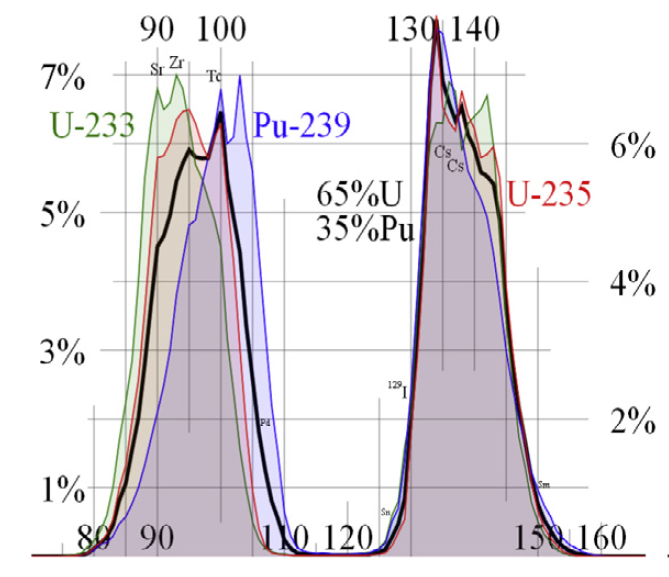 90 100 130 140
7% Sr Zr Tc
U-233 Pu-239
6%
Cs
Cs
65%U U-235
35%Pu
5%
4%
3%
129I
2%
Pd
1% Sn Sm
80 90 110 120 150 160